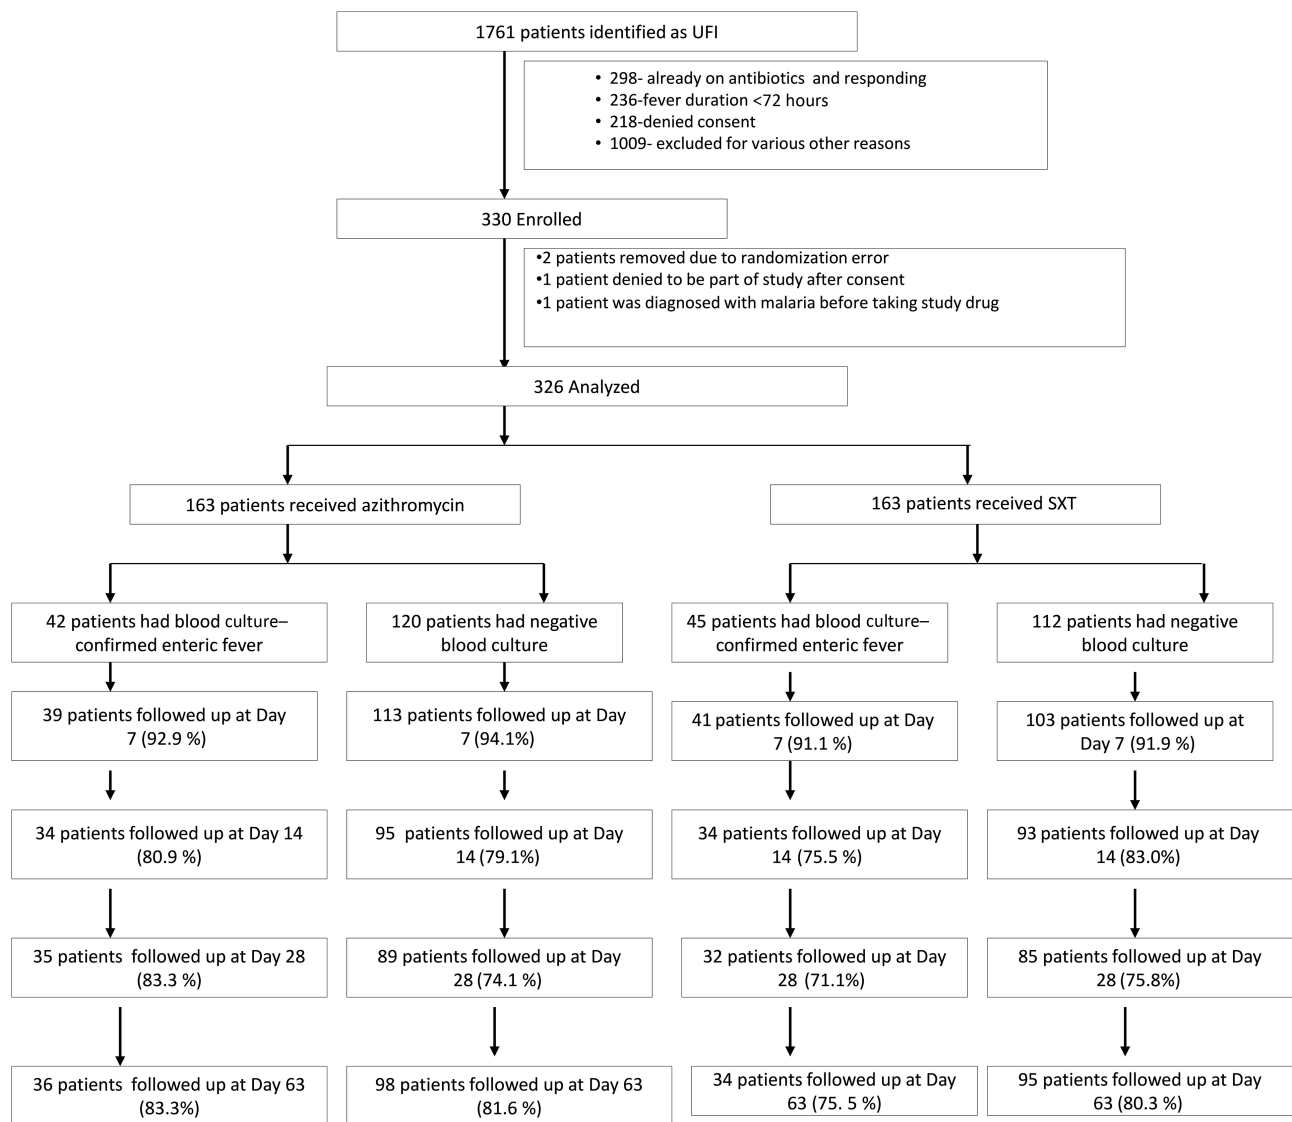 1761 patients identified as UFI
• 298- already on antibiotics and responding
• 236-fever duration <72 hours
• 218-denied consent
• 1009- excluded for various other reasons
330 Enrolled
•2 patients removed due to randomization error
•1 patient denied to be part of study after consent
•1 patient was diagnosed with malaria before taking study drug
326 Analyzed
163 patients received azithromycin
163 patients received SXT
42 patients had blood culture–
confirmed enteric fever
120 patients had negative
blood culture
45 patients had blood culture–
confirmed enteric fever
112 patients had negative
blood culture
39 patients followed up at Day
7 (92.9 %)
113 patients followed up at Day
7 (94.1%)
41 patients followed up at Day
7 (91.1 %)
103 patients followed up at
Day 7 (91.9 %)
34 patients followed up at Day 14
(80.9 %)
95 patients followed up at Day
14 (79.1%)
34 patients followed up at Day
14 (75.5 %)
93 patients followed up at Day
14 (83.0%)
35 patients followed up at Day 28
(83.3 %)
89 patients followed up at Day
28 (74.1 %)
32 patients followed up at Day
28 (71.1%)
85 patients followed up at Day
28 (75.8%)
36 patients followed up at Day 63
(83.3%)
98 patients followed up at Day 63
(81.6 %)
34 patients followed up at Day
63 (75. 5 %)
95 patients followed up at Day
63 (80.3 %)